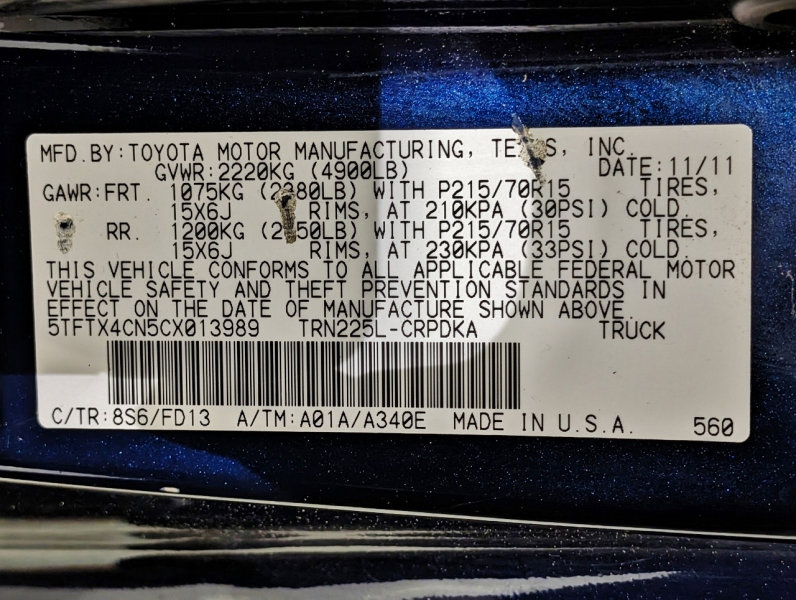 MFD.BY:TOYOTA MOTOR MANUFACTURING, TEXAS, INC.
GVWR:2220KG (4900LB) DATE:11/11
GAWR:FRT. 1075KG (2380LB) WITH P215/70R15 TIRES,
15X6J RIMS, AT 210KPA (30PSI) COLD.
RR. 1200KG WITH P215/70R15 TIRES,
15X6J RIMS, AT 230KPA (33PSI) COLD.
THIS VEHICLE CONFORMS TO ALL APPLICABLE FEDERAL MOTOR
VEHICLE SAFETY AND THEFT PREVENTION STANDARDS IN
EFFECT ON THE DATE OF MANUFACTURE SHOWN ABOVE.
5TFTX4CN5CX013989 TRN225L-CRPDKA TRUCK
C/TR:8S6/FD13 A/TM:A01A/A340E MADE IN U.S.A. 560